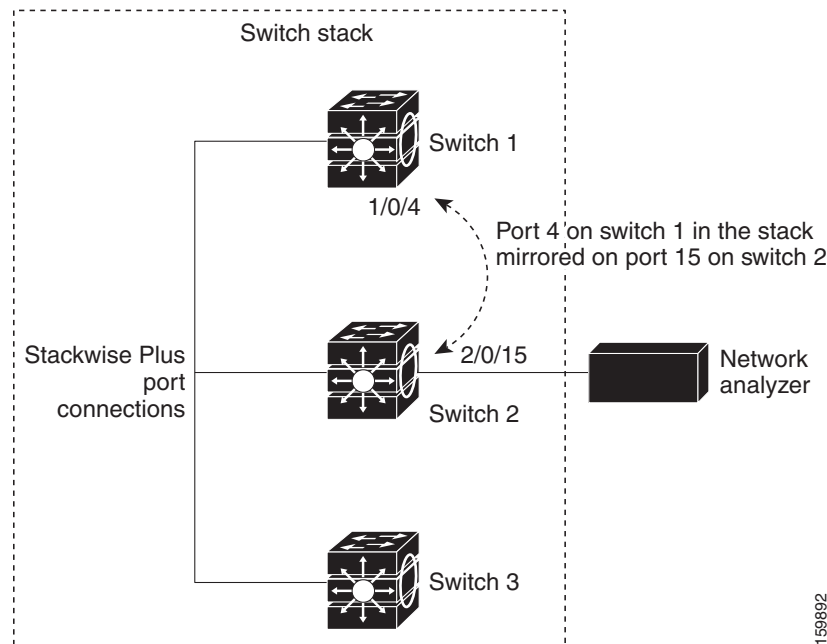 Switch stack
Switch 1
1/0/4
Port 4 on switch 1 in the stack
mirrored on port 15 on switch 2
Stackwise Plus
port
connections
2/0/15
Switch 2
Network
analyzer
Switch 3
159892